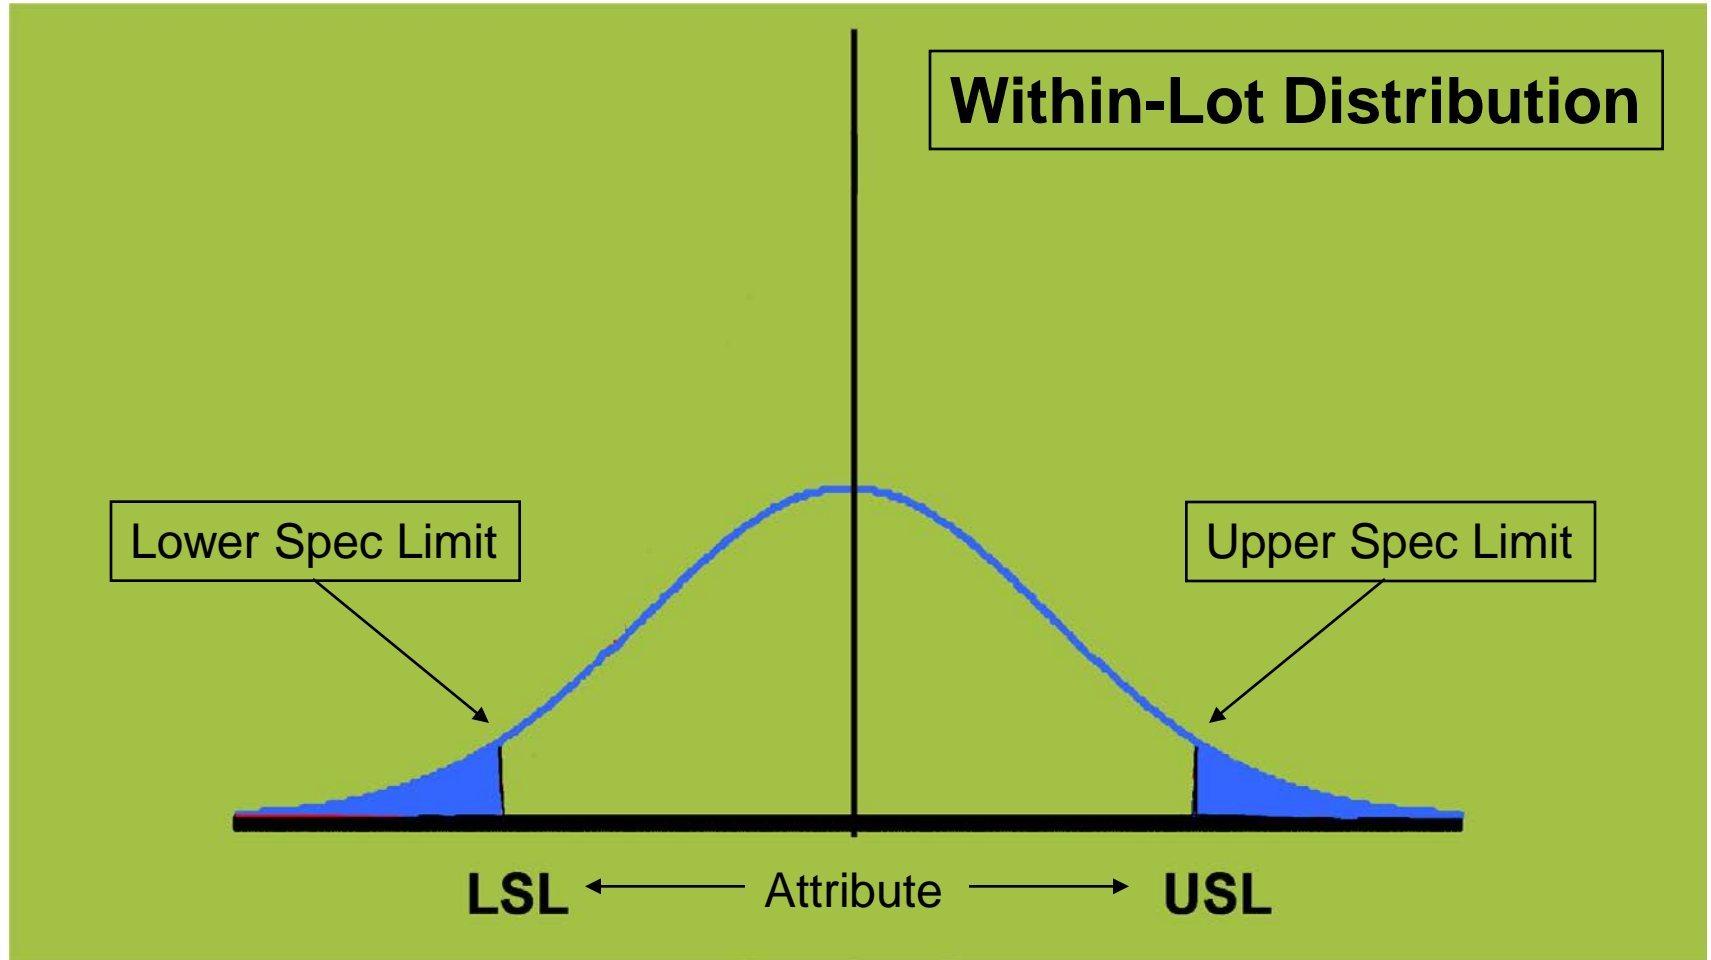 Within-Lot Distribution
Lower Spec Limit
Upper Spec Limit
LSL
Attribute
USL